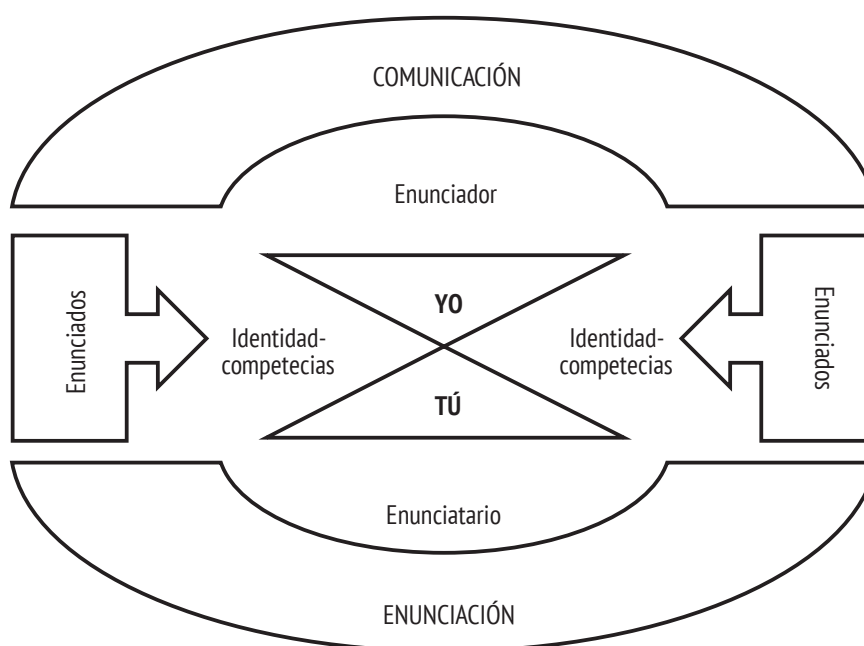 COMUNICACIÓN
Enunciador
Enunciados
YO
Identidad-
competecias
Identidad-
competecias
Enunciados
TÚ
Enunciatario
ENUNCIACIÓN